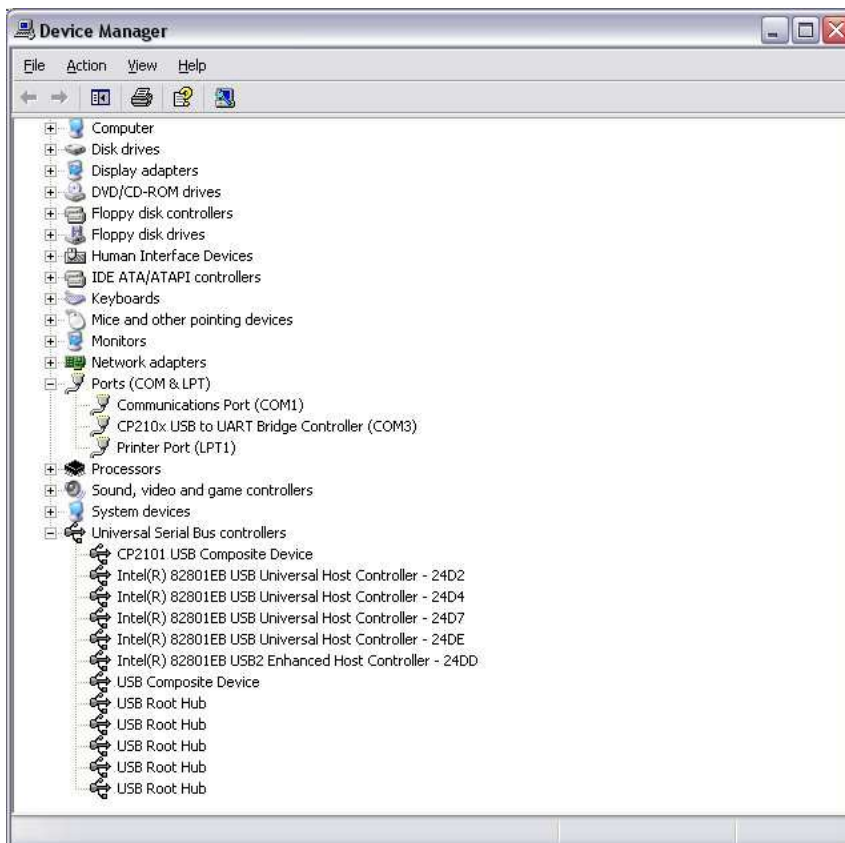 Device Manager
File Action View Help
Computer
Disk drives
Display adapters
DVD/CD-ROM drives
Floppy disk controllers
Floppy disk drives
Human Interface Devices
IDE ATA/ATAPI controllers
Keyboards
Mice and other pointing devices
Monitors
Network adapters
Ports (COM & LPT)
Communications Port (COM1)
CP210x USB to UART Bridge Controller (COM3)
Printer Port (LPT1)
Processors
Sound, video and game controllers
System devices
Universal Serial Bus controllers
CP2101 USB Composite Device
Intel(R) 82801EB USB Universal Host Controller - 24D2
Intel(R) 82801EB USB Universal Host Controller - 24D4
Intel(R) 82801EB USB Universal Host Controller - 24D7
Intel(R) 82801EB USB Universal Host Controller - 24DE
Intel(R) 82801EB USB2 Enhanced Host Controller - 24DD
USB Composite Device
USB Root Hub
USB Root Hub
USB Root Hub
USB Root Hub
USB Root Hub